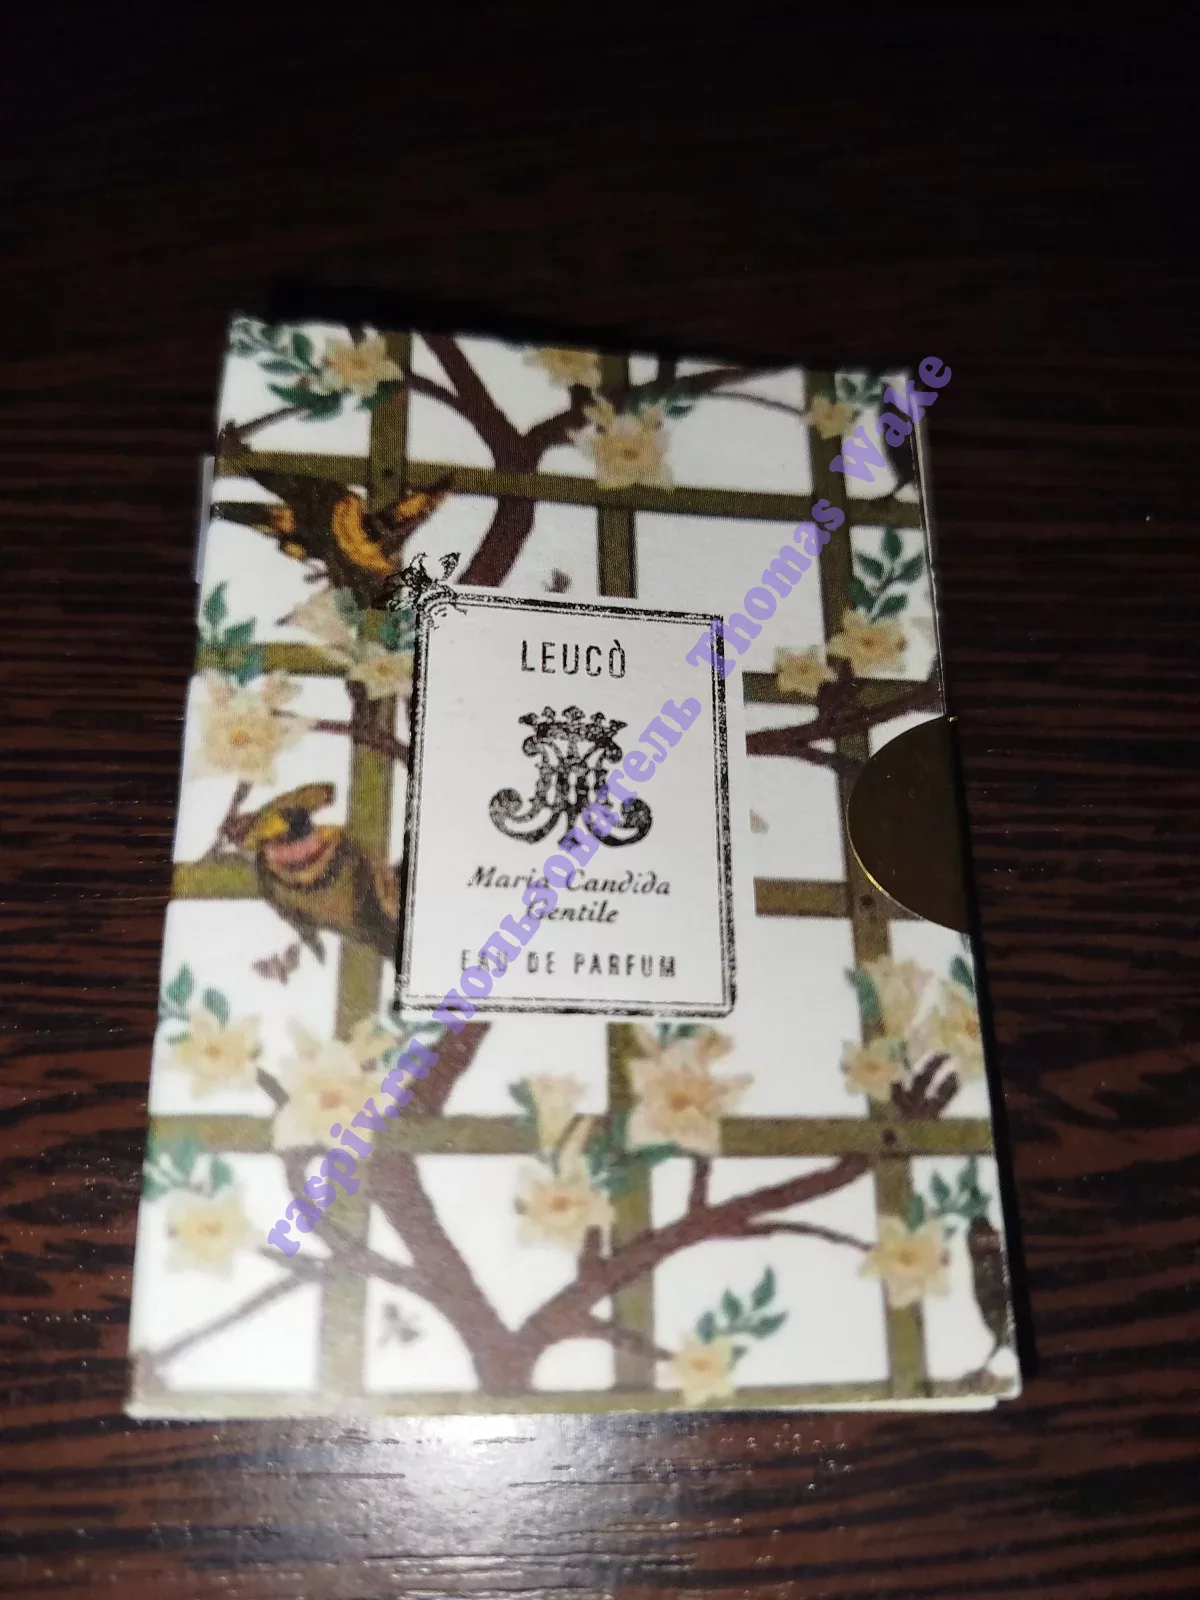 LEUCÒ
Maria Candida
Gentile
EAU DE PARFUM
raspiv.ru пользователь Thomas Wake